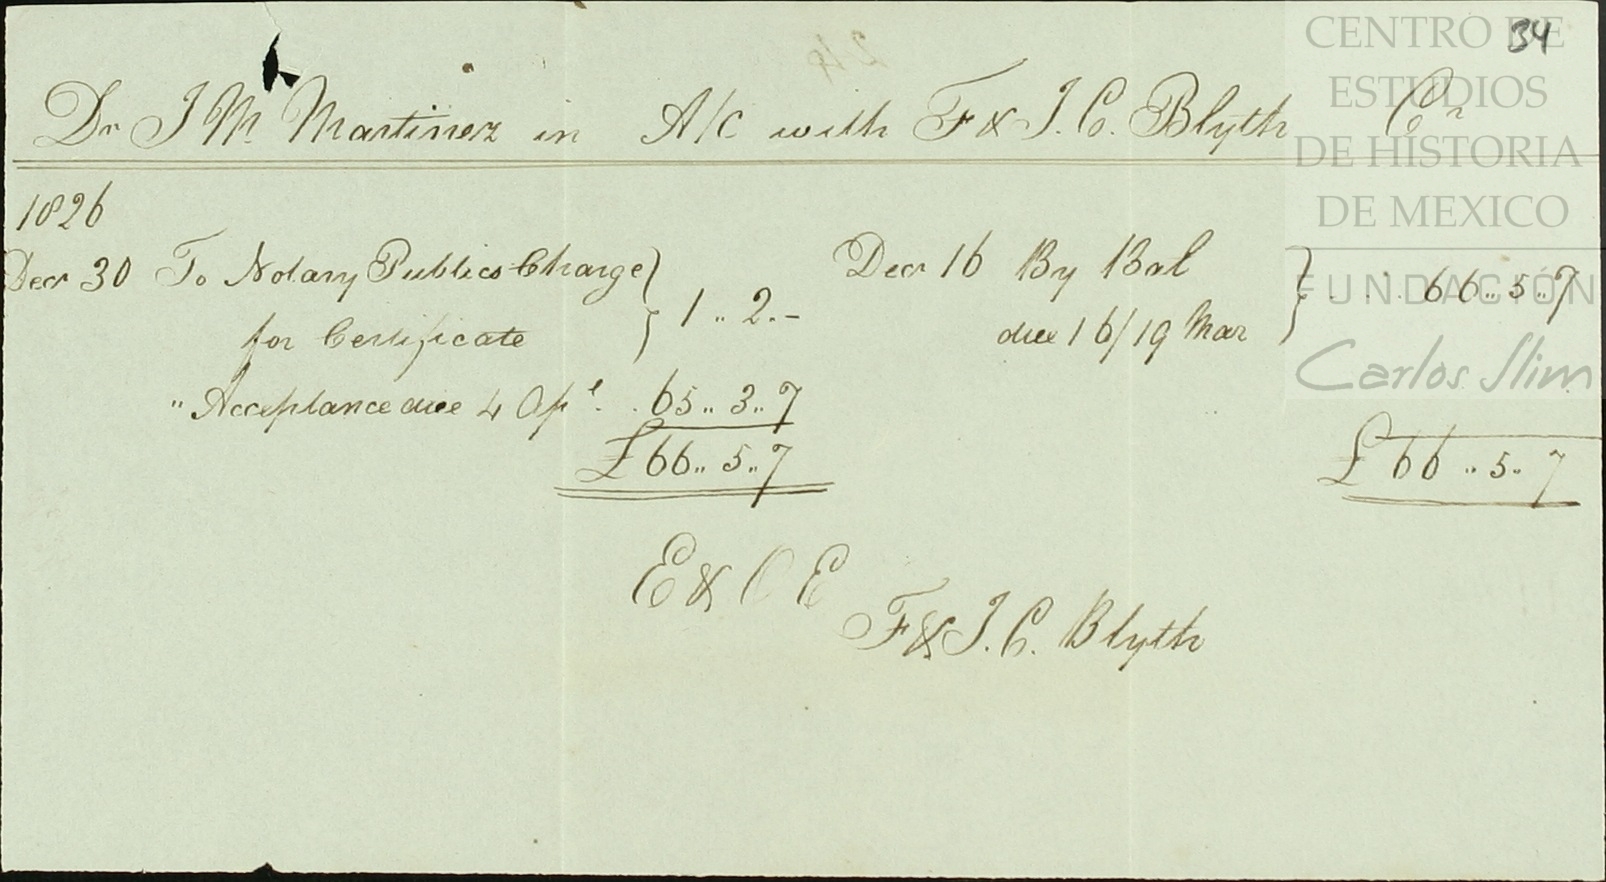 34
Dr J M. Martinez in A/c with F & J. C. Blyth Cr
1826
Decr 30 To Notary Publics Charge
for Certificate } 1 .. 2 .. -
" Acceptance due 4 Apl. . 65 .. 3 .. 7
£ 66 .. 5 .. 7
Decr 16 By Bal
due 16/19 Mar } . . . 66 .. 5 .. 7
£ 66 .. 5 .. 7
E & O E
F & J. C. Blyth
CENTRO DE
ESTUDIOS
DE HISTORIA
DE MEXICO
FUNDACIÓN
Carlos Slim